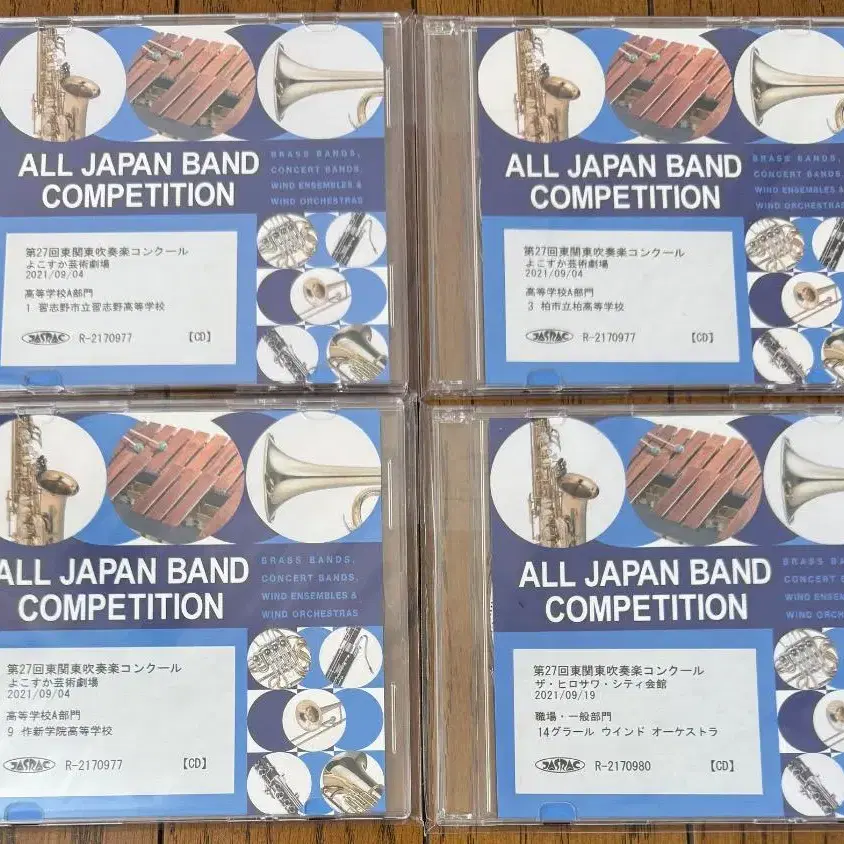 ALL JAPAN BAND
COMPETITION
BRASS BANDS,
CONCERT BANDS,
WIND ENSEMBLES &
WIND ORCHESTRAS
第27回東関東吹奏楽コンクール
よこすか芸術劇場
2021/09/04
高等学校A部門
1 習志野市立習志野高等学校
JASRAC R-2170977 【CD】
ALL JAPAN BAND
COMPETITION
BRASS BANDS,
CONCERT BANDS,
WIND ENSEMBLES &
WIND ORCHESTRAS
第27回東関東吹奏楽コンクール
よこすか芸術劇場
2021/09/04
高等学校A部門
3 柏市立柏高等学校
JASRAC R-2170977 【CD】
ALL JAPAN BAND
COMPETITION
BRASS BANDS,
CONCERT BANDS,
WIND ENSEMBLES &
WIND ORCHESTRAS
第27回東関東吹奏楽コンクール
よこすか芸術劇場
2021/09/04
高等学校A部門
9 作新学院高等学校
JASRAC R-2170977 【CD】
ALL JAPAN BAND
COMPETITION
BRASS BAND
CONCERT BA
WIND ENSEM
WIND ORCHE
第27回東関東吹奏楽コンクール
ザ・ヒロサワ・シティ会館
2021/09/19
職場・一般部門
14グラール ウインド オーケストラ
JASRAC R-2170980 【CD】